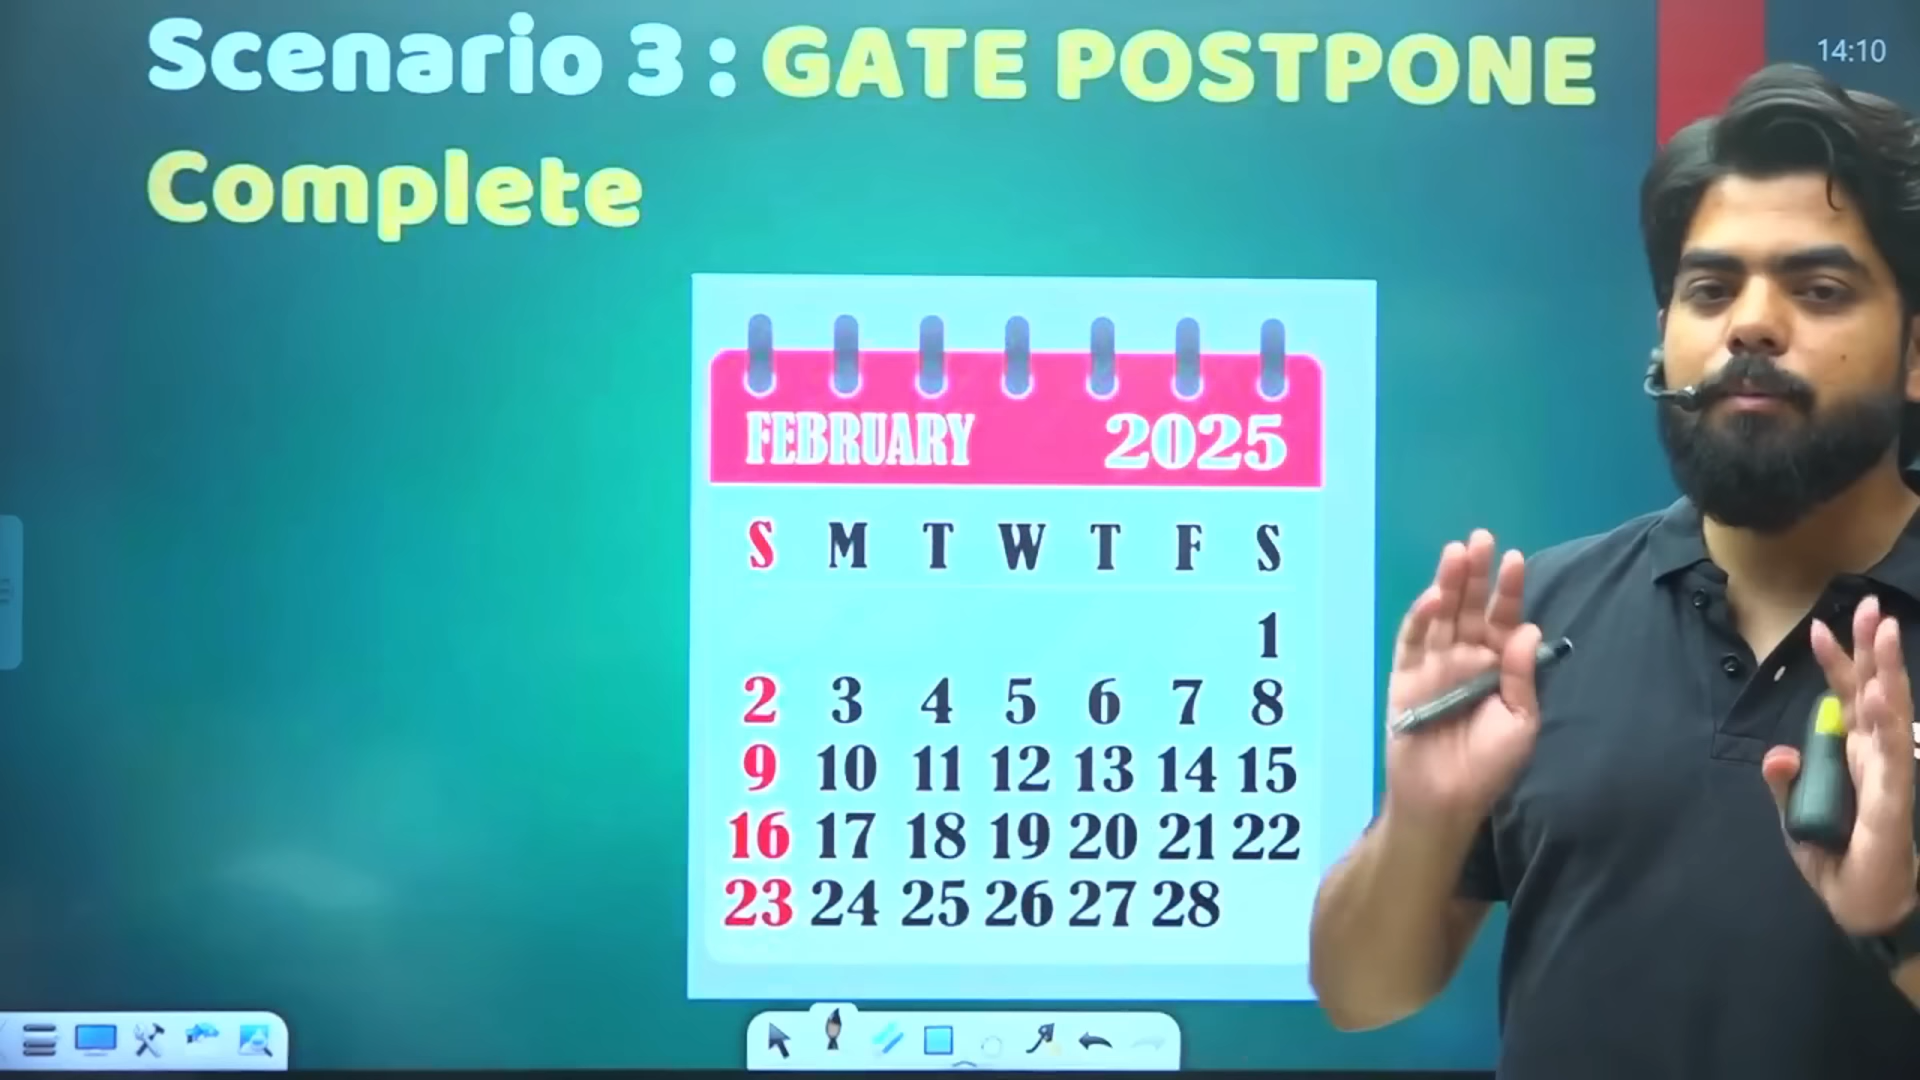 Scenario 3 : GATE POSTPONE
14:10
Complete
FEBRUARY 2025
S M T W T F S
1
2 3 4 5 6 7 8
9 10 11 12 13 14 15
16 17 18 19 20 21 22
23 24 25 26 27 28